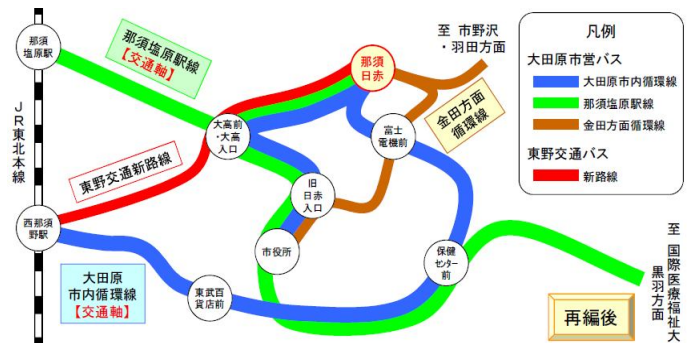 那須
塩原駅
那須塩原駅線
【交通軸】
那須
日赤
至 市野沢
・羽田方面
凡例
大田原市営バス
大田原市内循環線
那須塩原駅線
金田方面循環線
東野交通バス
新路線
JR東北本線
大高前
・大高
入口
富士
電機前
金田方面
循環線
東野交通新路線
旧
日赤
入口
西那須
野駅
市役所
保健
センター
前
至 国際医療福祉大
黒羽方面
大田原
市内循環線
【交通軸】
東武百
貨店前
再編後